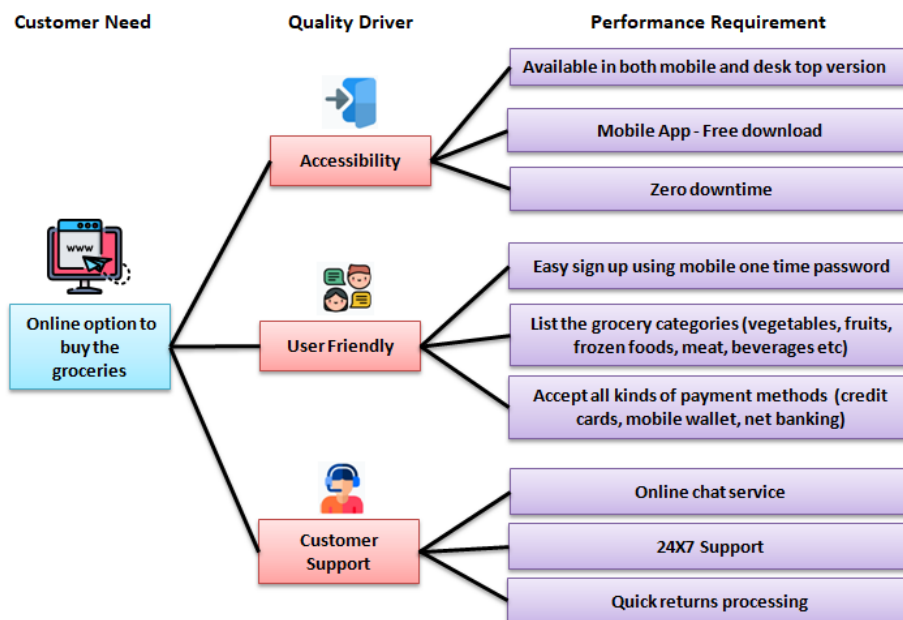 Customer Need
Quality Driver
Performance Requirement
Available in both mobile and desk top version
Accessibility
Mobile App - Free download
Zero downtime
www
Online option to
buy the
groceries
User Friendly
Easy sign up using mobile one time password
List the grocery categories (vegetables, fruits,
frozen foods, meat, beverages etc)
Accept all kinds of payment methods (credit
cards, mobile wallet, net banking)
Customer
Support
Online chat service
24X7 Support
Quick returns processing